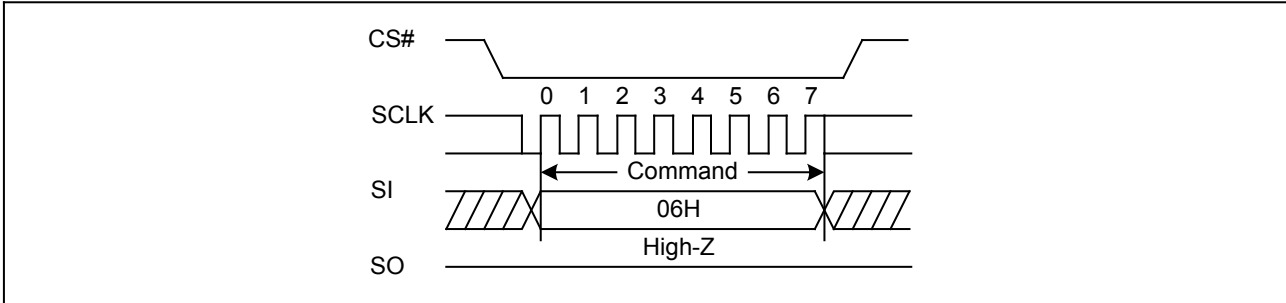 CS#
0 1 2 3 4 5 6 7
SCLK
Command
SI
06H
High-Z
SO